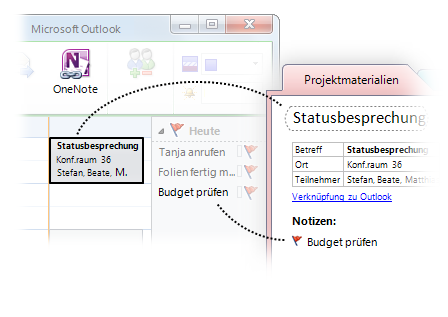 Microsoft Outlook
OneNote
Statusbesprechung
Konf.raum 36
Stefan, Beate, M.
Heute
Tanja anrufen
Folien fertig m...
Budget prüfen
Projektmaterialien
Statusbesprechung
Betreff Statusbesprechung
Ort Konf.raum 36
Teilnehmer Stefan, Beate, Matthi
Verknüpfung zu Outlook
Notizen:
Budget prüfen